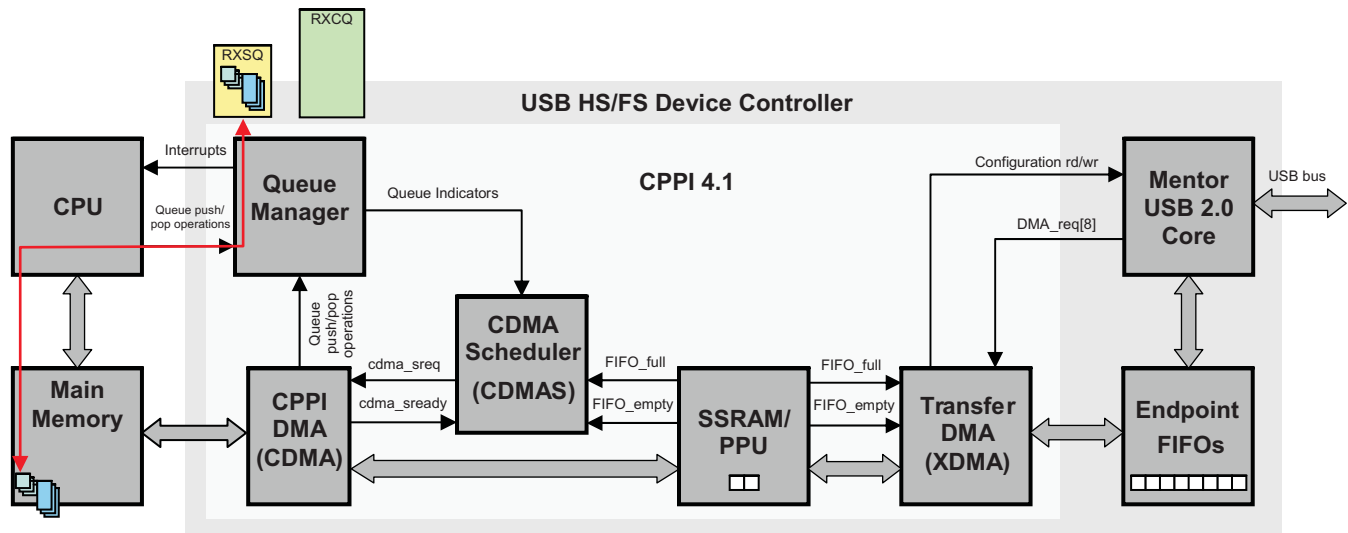 RXCQ
RXSQ
USB HS/FS Device Controller
CPPI 4.1
CPU
Interrupts
Queue push/
pop operations
Queue
Manager
Queue Indicators
Configuration rd/wr
DMA_req[8]
Mentor
USB 2.0
Core
USB bus
Queue
push/pop
operations
CDMA
Scheduler
(CDMAS)
cdma_sreq
cdma_sready
FIFO_full
FIFO_empty
FIFO_full
FIFO_empty
Main
Memory
CPPI
DMA
(CDMA)
SSRAM/
PPU
Transfer
DMA
(XDMA)
Endpoint
FIFOs